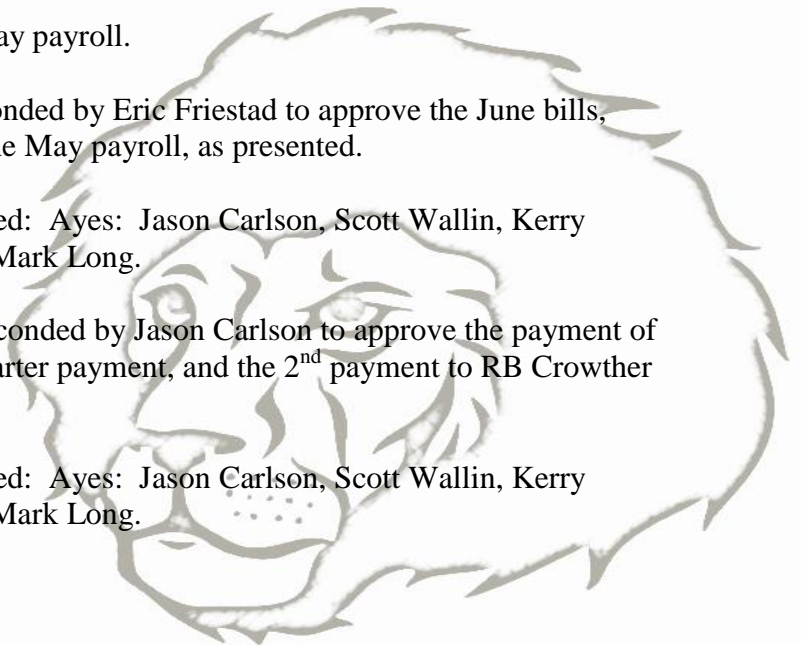 ay payroll.
onded by Eric Friestad to approve the June bills,
e May payroll, as presented.
ed: Ayes: Jason Carlson, Scott Wallin, Kerry
Mark Long.
conded by Jason Carlson to approve the payment of
arter payment, and the 2nd payment to RB Crowther
ed: Ayes: Jason Carlson, Scott Wallin, Kerry
Mark Long.